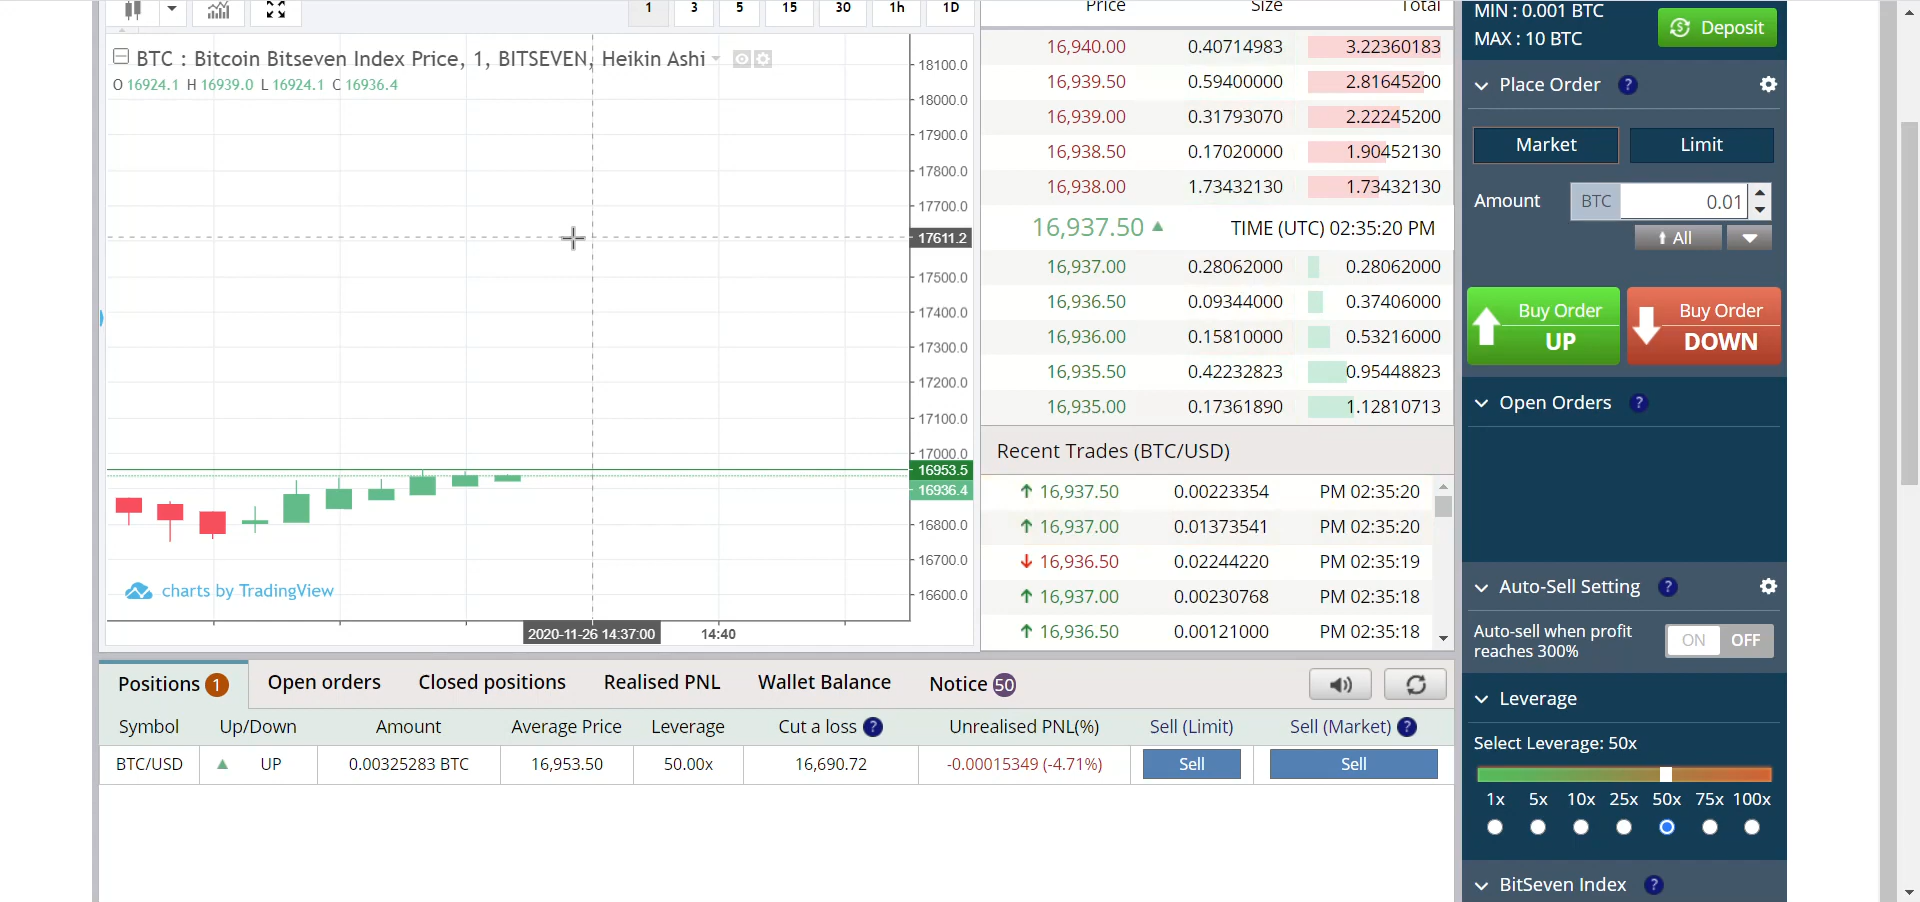 1 3 5 15 30 1h 1D
BTC : Bitcoin Bitseven Index Price, 1, BITSEVEN, Heikin Ashi
O 16924.1 H 16939.0 L 16924.1 C 16936.4
18100.0
18000.0
17900.0
17800.0
17700.0
17611.2
17500.0
17400.0
17300.0
17200.0
17100.0
17000.0
16953.5
16936.4
16800.0
16700.0
16600.0
charts by TradingView
2020-11-26 14:37:00 14:40
Price Size Total
16,940.00 0.40714983 3.22360183
16,939.50 0.59400000 2.81645200
16,939.00 0.31793070 2.22245200
16,938.50 0.17020000 1.90452130
16,938.00 1.73432130 1.73432130
16,937.50 TIME (UTC) 02:35:20 PM
16,937.00 0.28062000 0.28062000
16,936.50 0.09344000 0.37406000
16,936.00 0.15810000 0.53216000
16,935.50 0.42232823 0.95448823
16,935.00 0.17361890 1.12810713
Recent Trades (BTC/USD)
16,937.50 0.00223354 PM 02:35:20
16,937.00 0.01373541 PM 02:35:20
16,936.50 0.02244220 PM 02:35:19
16,937.00 0.00230768 PM 02:35:18
16,936.50 0.00121000 PM 02:35:18
MIN : 0.001 BTC
MAX : 10 BTC
Deposit
Place Order ?
Market Limit
Amount BTC 0.01
All
Buy Order
UP
Buy Order
DOWN
Open Orders ?
Auto-Sell Setting ?
Auto-sell when profit
reaches 300%
ON OFF
Leverage
Select Leverage: 50x
1x 5x 10x 25x 50x 75x 100x
BitSeven Index ?
Positions 1 Open orders Closed positions Realised PNL Wallet Balance Notice 50
Symbol Up/Down Amount Average Price Leverage Cut a loss ? Unrealised PNL(%) Sell (Limit) Sell (Market) ?
BTC/USD UP 0.00325283 BTC 16,953.50 50.00x 16,690.72 -0.00015349 (-4.71%) Sell Sell